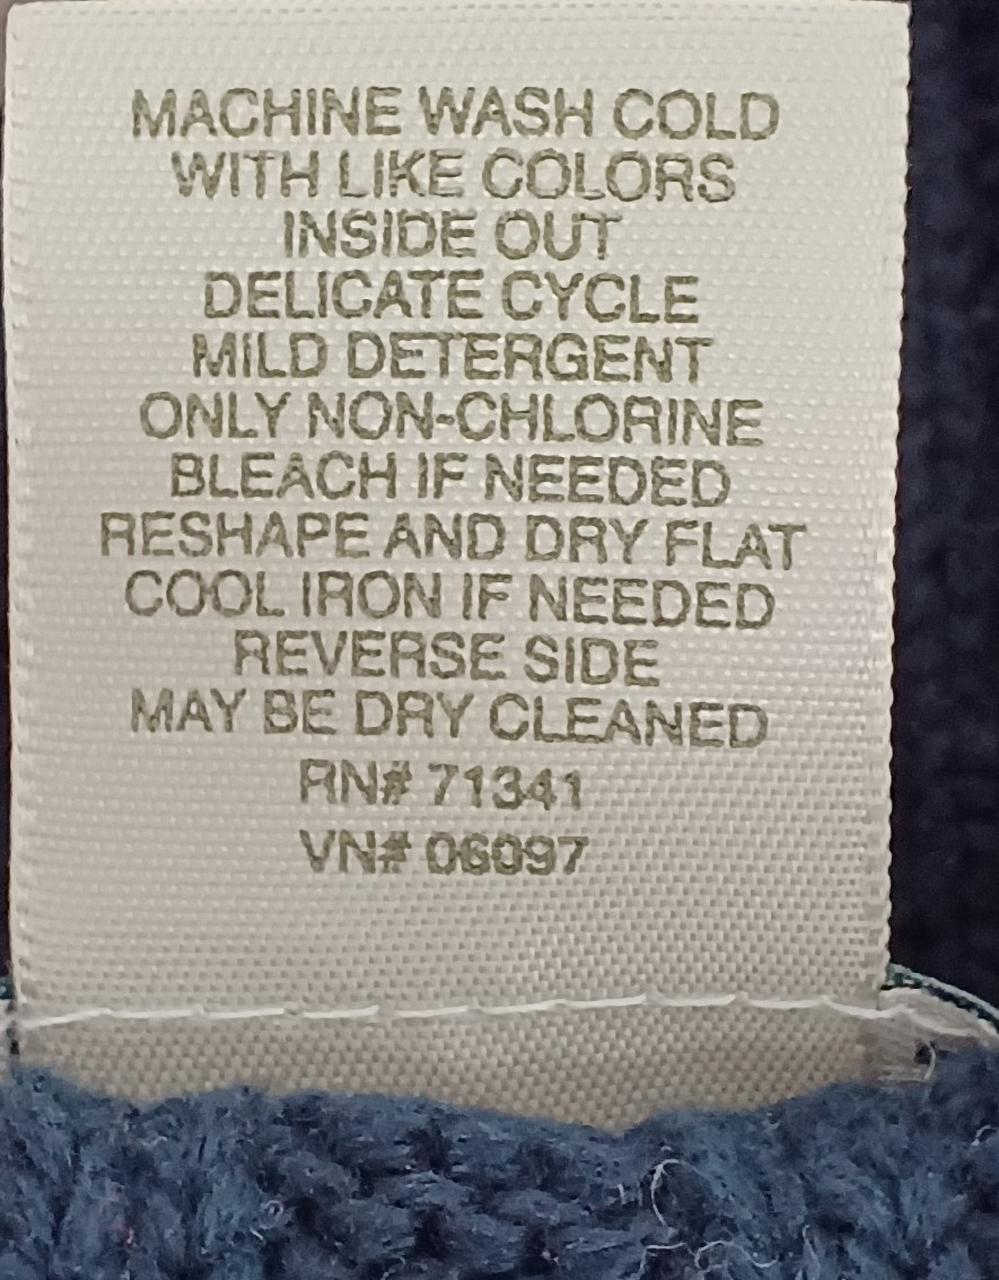 MACHINE WASH COLD
WITH LIKE COLORS
INSIDE OUT
DELICATE CYCLE
MILD DETERGENT
ONLY NON-CHLORINE
BLEACH IF NEEDED
RESHAPE AND DRY FLAT
COOL IRON IF NEEDED
REVERSE SIDE
MAY BE DRY CLEANED
RN# 71341
VN# 06097